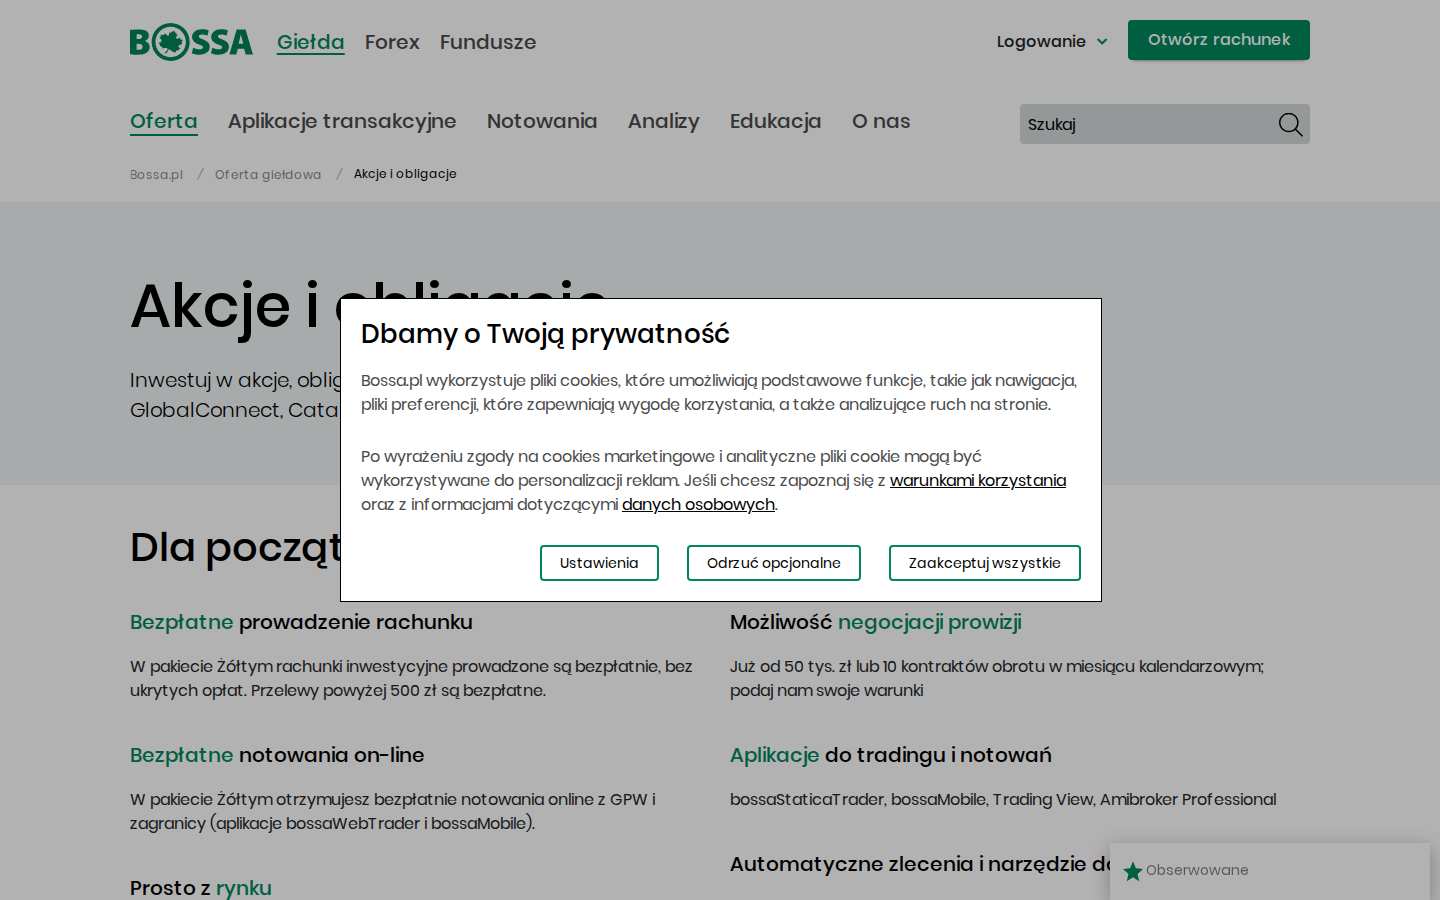 BOSSA
Giełda
Forex
Fundusze
Logowanie
Otwórz rachunek
Oferta
Aplikacje transakcyjne
Notowania
Analizy
Edukacja
O nas
Szukaj
Bossa.pl / Oferta giełdowa / Akcje i obligacje
Akcje i obligacje
Inwestuj w akcje, oblig
GlobalConnect, Cata
Dbamy o Twoją prywatność
Bossa.pl wykorzystuje pliki cookies, które umożliwiają podstawowe funkcje, takie jak nawigacja,
pliki preferencji, które zapewniają wygodę korzystania, a także analizujące ruch na stronie.
Po wyrażeniu zgody na cookies marketingowe i analityczne pliki cookie mogą być
wykorzystywane do personalizacji reklam. Jeśli chcesz zapoznaj się z warunkami korzystania
oraz z informacjami dotyczącymi danych osobowych.
Ustawienia
Odrzuć opcjonalne
Zaakceptuj wszystkie
Dla począt
Bezpłatne prowadzenie rachunku
W pakiecie Żółtym rachunki inwestycyjne prowadzone są bezpłatnie, bez
ukrytych opłat. Przelewy powyżej 500 zł są bezpłatne.
Możliwość negocjacji prowizji
Już od 50 tys. zł lub 10 kontraktów obrotu w miesiącu kalendarzowym;
podaj nam swoje warunki
Bezpłatne notowania on-line
W pakiecie Żółtym otrzymujesz bezpłatnie notowania online z GPW i
zagranicy (aplikacje bossaWebTrader i bossaMobile).
Aplikacje do tradingu i notowań
bossaStaticaTrader, bossaMobile, Trading View, Amibroker Professional
Prosto z rynku
Automatyczne zlecenia i narzędzie do
Obserwowane